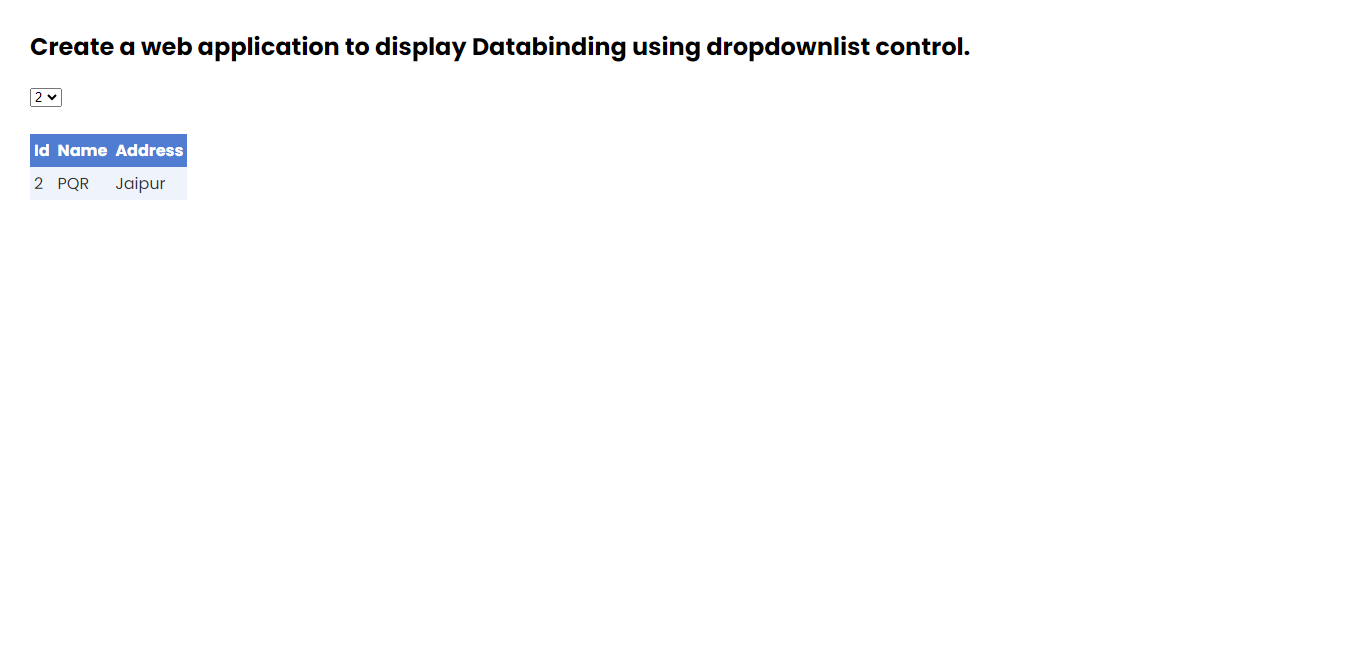 Create a web application to display Databinding using dropdownlist control.
2
Id Name Address
2 PQR Jaipur